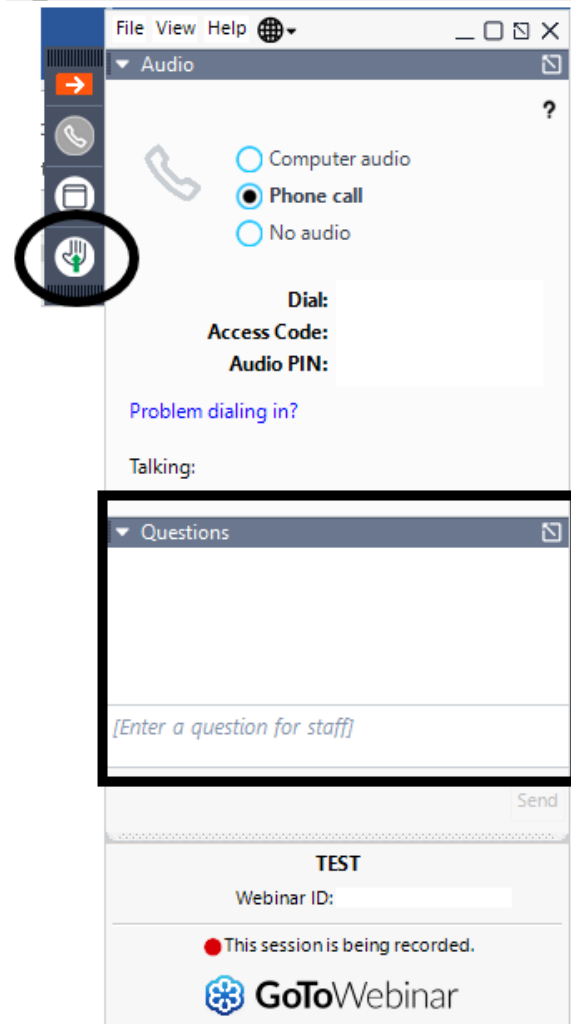 File View Help
Audio
?
Computer audio
Phone call
No audio
Dial:
Access Code:
Audio PIN:
Problem dialing in?
Talking:
Questions
[Enter a question for staff]
Send
TEST
Webinar ID:
This session is being recorded.
GoToWebinar